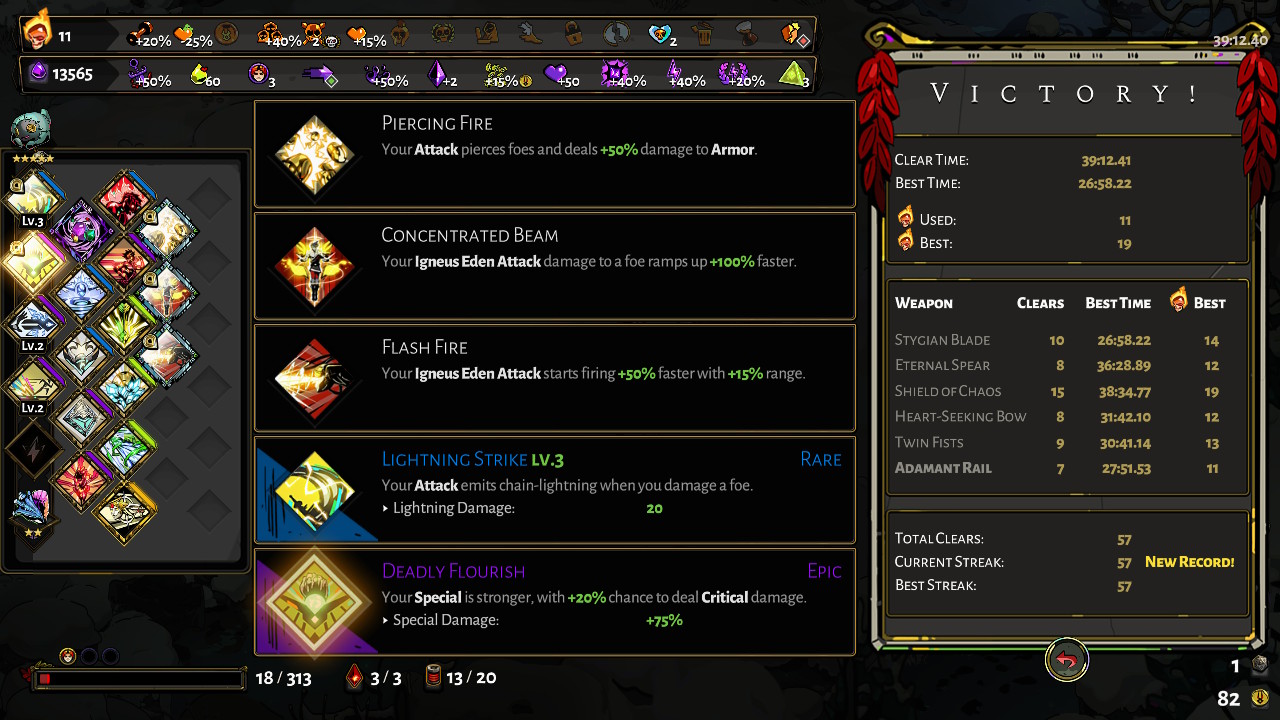 11
+20%
-25%
+40%
2
+15%
2
39:12.40
13565
+50%
60
3
+50%
+2
+15%
+50
+40%
+40%
+20%
3
VICTORY!
PIERCING FIRE
Your Attack pierces foes and deals +50% damage to Armor.
CONCENTRATED BEAM
Your Igneus Eden Attack damage to a foe ramps up +100% faster.
FLASH FIRE
Your Igneus Eden Attack starts firing +50% faster with +15% range.
LIGHTNING STRIKE LV.3 RARE
Your Attack emits chain-lightning when you damage a foe.
‣ Lightning Damage: 20
DEADLY FLOURISH EPIC
Your Special is stronger, with +20% chance to deal Critical damage.
‣ Special Damage: +75%
Lv.3
Lv.2
Lv.2
18 / 313
3 / 3
13 / 20
CLEAR TIME: 39:12.41
BEST TIME: 26:58.22
USED: 11
BEST: 19
WEAPON CLEARS BEST TIME BEST
STYGIAN BLADE 10 26:58.22 14
ETERNAL SPEAR 8 36:28.89 12
SHIELD OF CHAOS 15 38:34.77 19
HEART-SEEKING BOW 8 31:42.10 12
TWIN FISTS 9 30:41.14 13
ADAMANT RAIL 7 27:51.53 11
TOTAL CLEARS: 57
CURRENT STREAK: 57 NEW RECORD!
BEST STREAK: 57
1
82